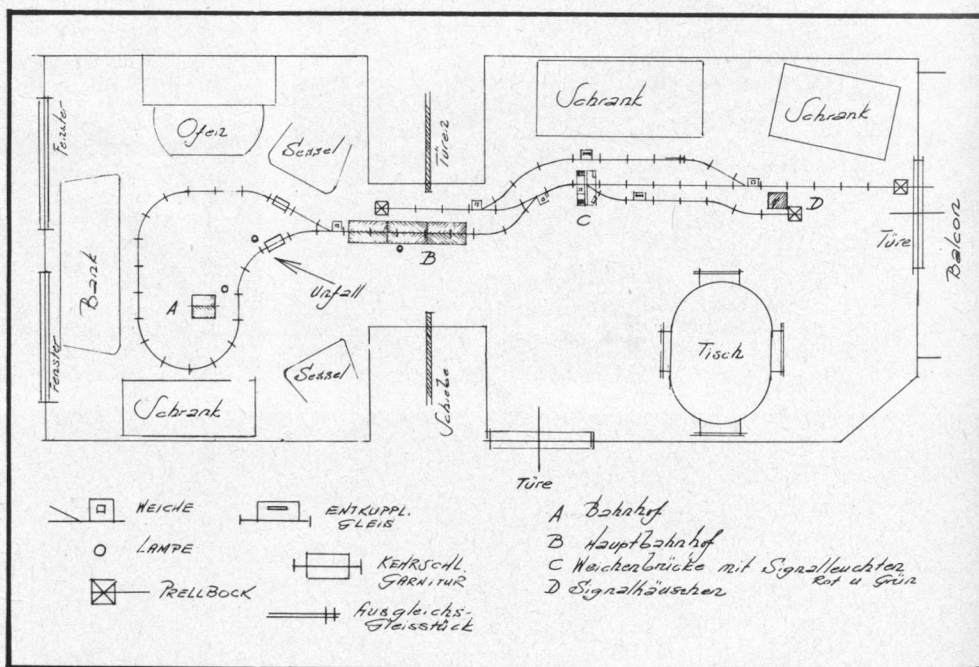 Fenster
Ofen
Sessel
Türen
Schrank
Schrank
Bank
A
Unfall
B
C
D
Türe
Balcon
Fenster
Schrank
Sessel
Schiebe
Tisch
Türe
WEICHE
LAMPE
PRELLBOCK
ENTKUPPL.
GLEIS
KEHRSCHL.
GARNITUR
Ausgleichs-
Gleisstück
A Bahnhof
B Hauptbahnhof
C Weichenbrücke mit Signalleuchten
Rot u Grün
D Signalhäuschen